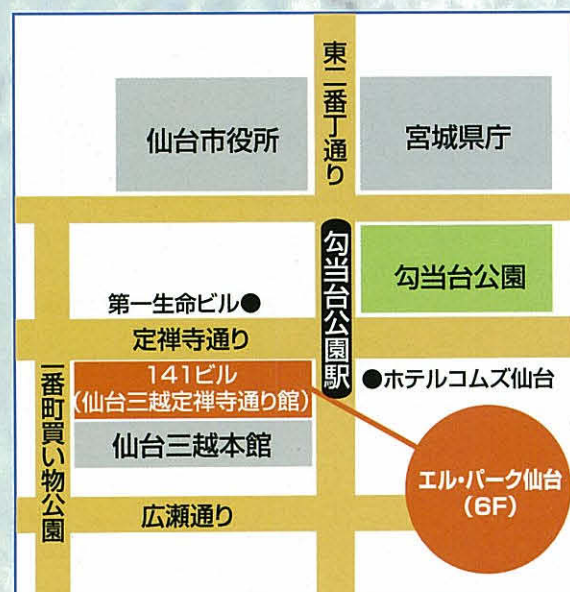 東二番丁通り
仙台市役所
宮城県庁
勾当台公園駅
勾当台公園
第一生命ビル●
定禅寺通り
141ビル
(仙台三越定禅寺通り館)
●ホテルコムズ仙台
仙台三越本館
一番町買い物公園
エル・パーク仙台
(6F)
広瀬通り